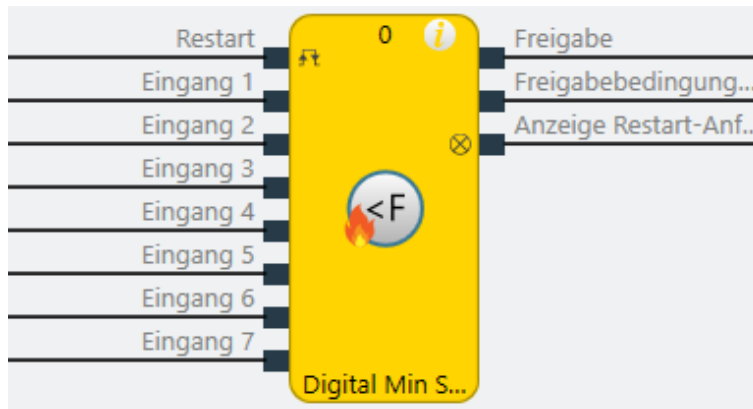 Restart
0
i
Freigabe
Eingang 1
Freigabebedingung...
Eingang 2
Anzeige Restart-Anf...
Eingang 3
<F
Eingang 4
Eingang 5
Eingang 6
Eingang 7
Digital Min S...